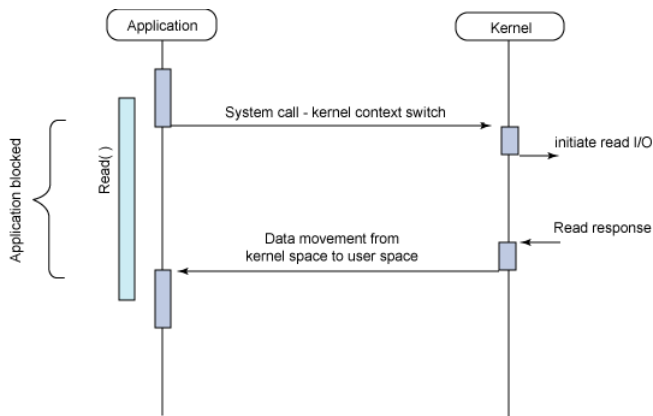 Application
Kernel
System call - kernel context switch
initiate read I/O
Application blocked
Read( )
Read response
Data movement from
kernel space to user space